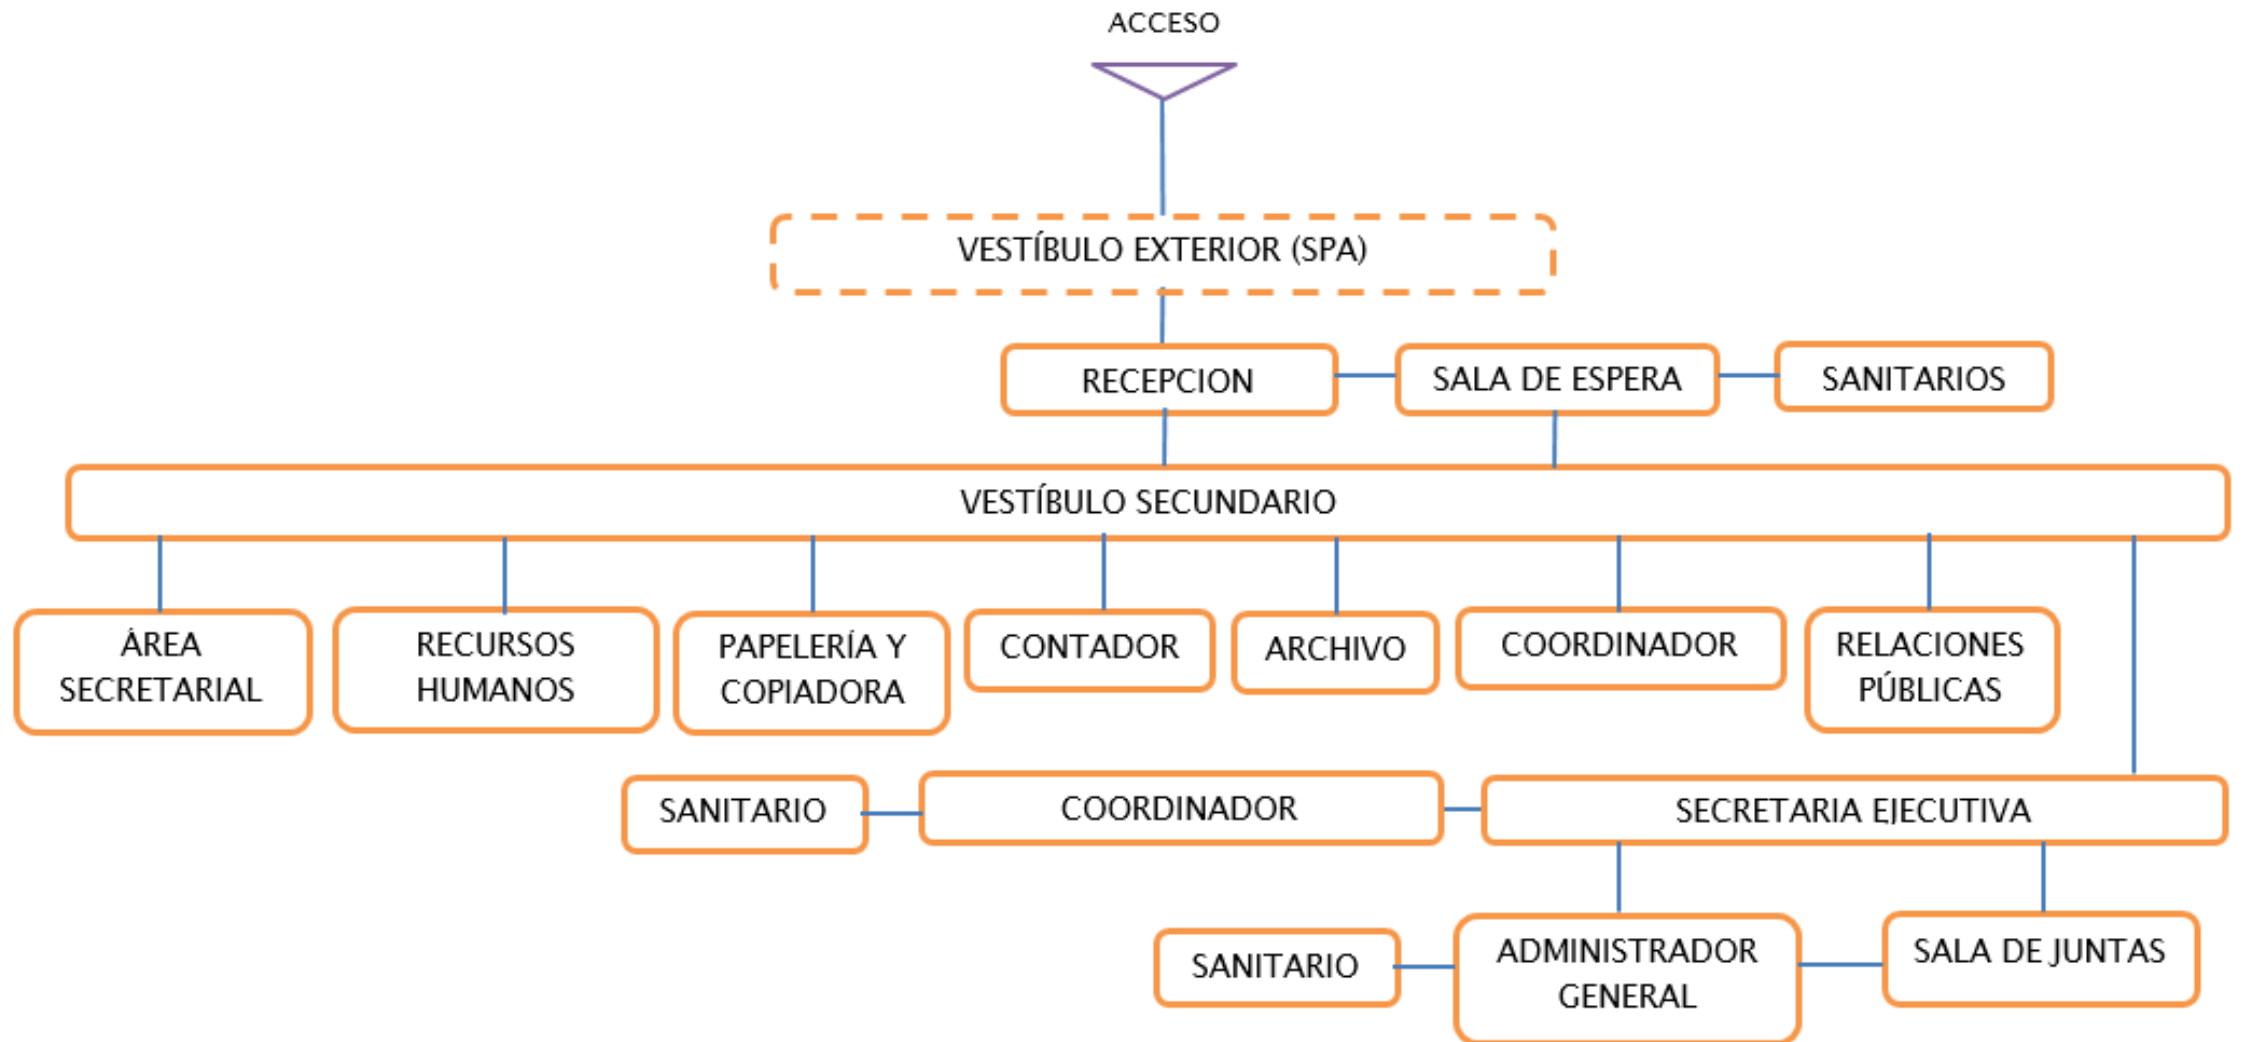 ACCESO
VESTÍBULO EXTERIOR (SPA)
RECEPCION
SALA DE ESPERA
SANITARIOS
VESTÍBULO SECUNDARIO
ÁREA
SECRETARIAL
RECURSOS
HUMANOS
PAPELERÍA Y
COPIADORA
CONTADOR
ARCHIVO
COORDINADOR
RELACIONES
PÚBLICAS
SANITARIO
COORDINADOR
SECRETARIA EJECUTIVA
SANITARIO
ADMINISTRADOR
GENERAL
SALA DE JUNTAS